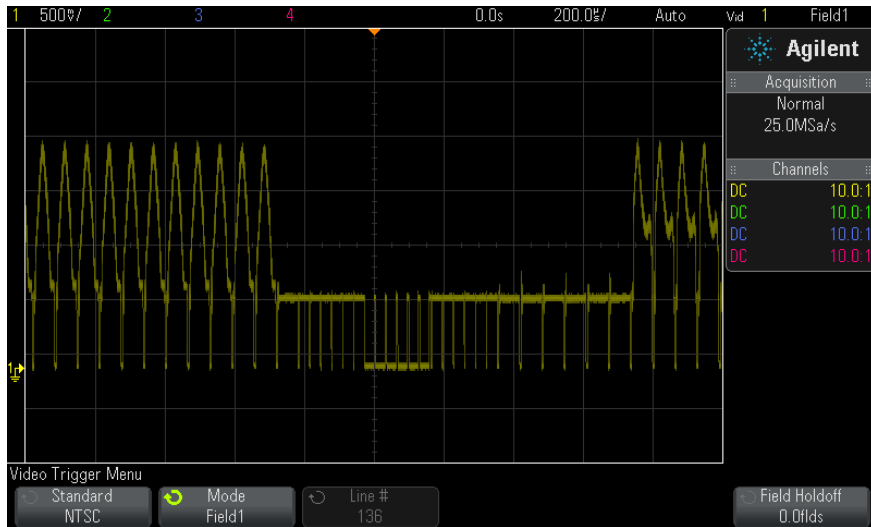 1 500mV/ 2 3 4 0.0s 200.0µs/ Auto Vid 1 Field1
Agilent
Acquisition
Normal
25.0MSa/s
Channels
DC 10.0:1
DC 10.0:1
DC 10.0:1
DC 10.0:1
1
Video Trigger Menu
Standard
NTSC
Mode
Field1
Line #
136
Field Holdoff
0.0flds